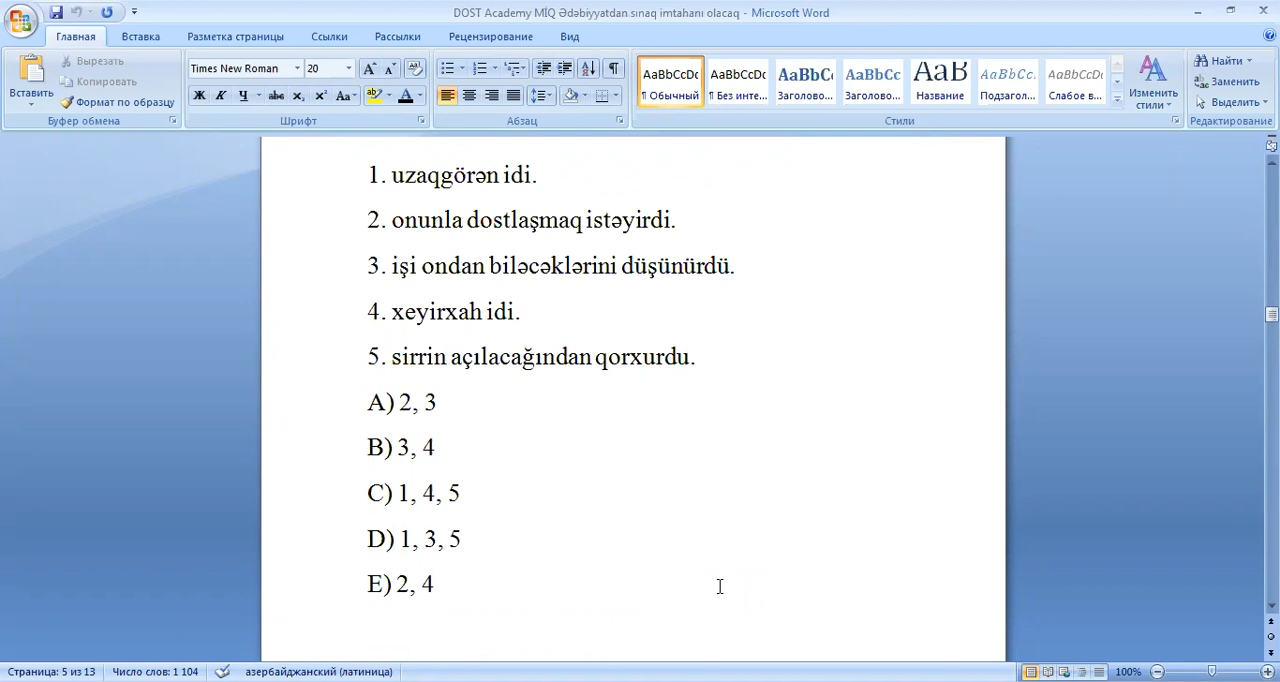 DOST Academy MİQ Ədəbiyyatdan sınaq imtahanı olacaq - Microsoft Word
Главная Вставка Разметка страницы Ссылки Рассылки Рецензирование Вид
Вставить
Вырезать
Копировать
Формат по образцу
Буфер обмена
Times New Roman 20
Ж К Ч abc x₂ x² Aa
Шрифт
Абзац
AaBbCcDc AaBbCcDc AaBbC AaBbCc AaB AaBbCc. AaBbCcDc
¶ Обычный ¶ Без инте... Заголово... Заголово... Название Подзагол... Слабое в...
Стили
Изменить стили
Найти
Заменить
Выделить
Редактирование
1. uzaqgörən idi.
2. onunla dostlaşmaq istəyirdi.
3. işi ondan biləcəklərini düşünürdü.
4. xeyirxah idi.
5. sirrin açılacağından qorxurdu.
A) 2, 3
B) 3, 4
C) 1, 4, 5
D) 1, 3, 5
E) 2, 4
Страница: 5 из 13 Число слов: 1 104 азербайджанский (латиница) 100%